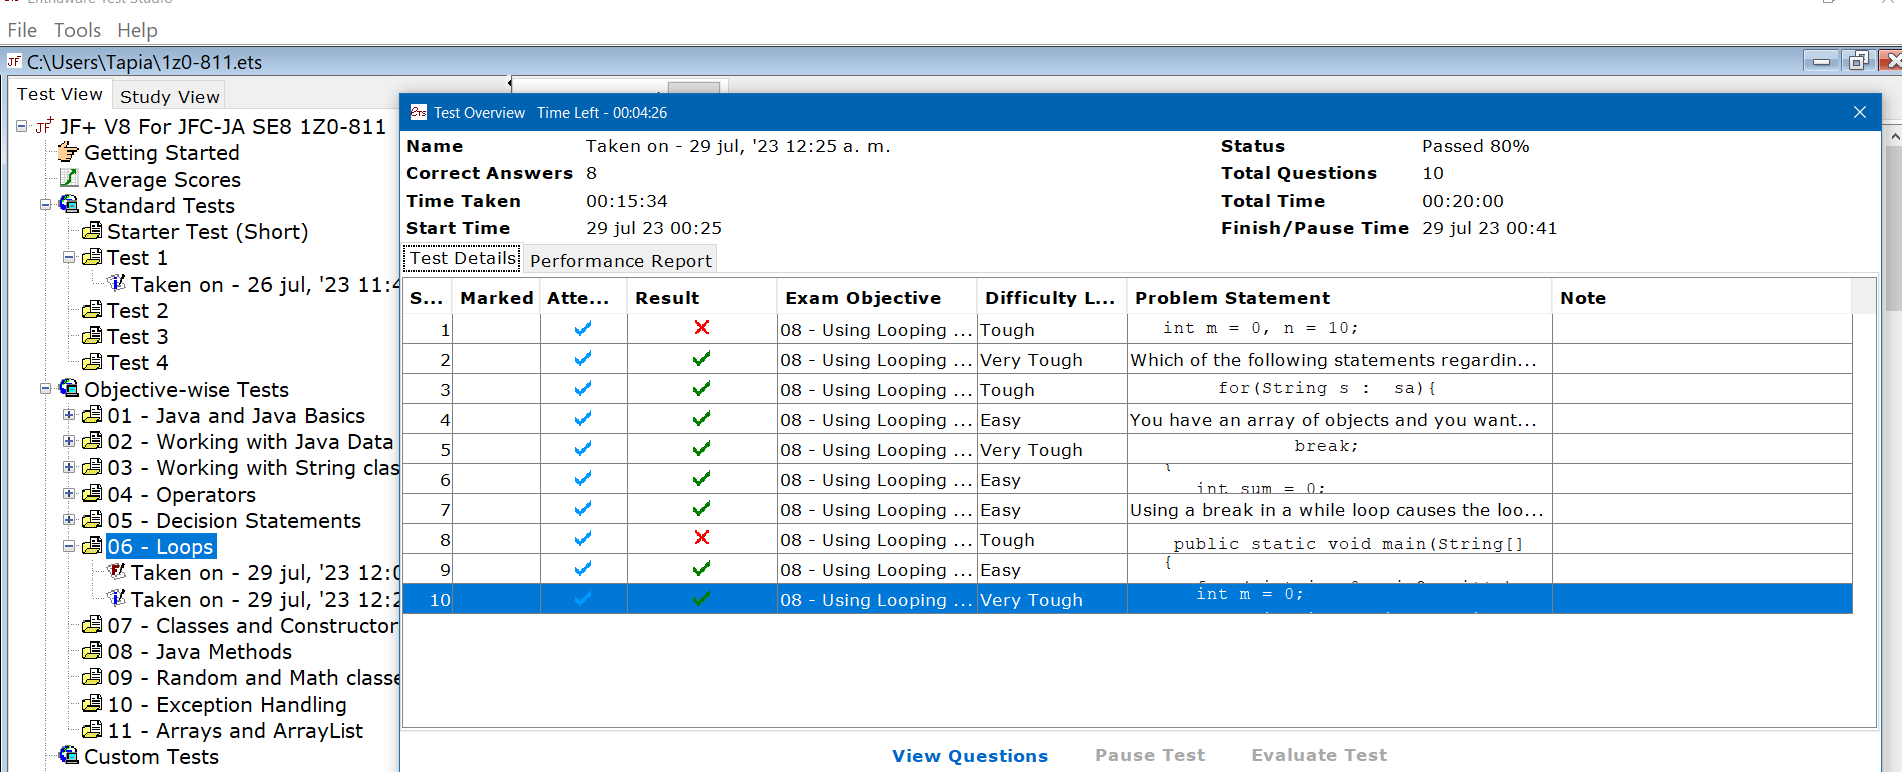 Enthuware Test Studio
File Tools Help
C:\Users\Tapia\1z0-811.ets
Test View Study View
JF+ V8 For JFC-JA SE8 1Z0-811
Getting Started
Average Scores
Standard Tests
Starter Test (Short)
Test 1
Taken on - 26 jul, '23 11:4
Test 2
Test 3
Test 4
Objective-wise Tests
01 - Java and Java Basics
02 - Working with Java Data
03 - Working with String clas
04 - Operators
05 - Decision Statements
06 - Loops
Taken on - 29 jul, '23 12:0
Taken on - 29 jul, '23 12:2
07 - Classes and Constructor
08 - Java Methods
09 - Random and Math classe
10 - Exception Handling
11 - Arrays and ArrayList
Custom Tests
Test Overview Time Left - 00:04:26
Name Taken on - 29 jul, '23 12:25 a. m. Status Passed 80%
Correct Answers 8 Total Questions 10
Time Taken 00:15:34 Total Time 00:20:00
Start Time 29 jul 23 00:25 Finish/Pause Time 29 jul 23 00:41
Test Details Performance Report
S... Marked Atte... Result Exam Objective Difficulty L... Problem Statement Note
1 08 - Using Looping ... Tough int m = 0, n = 10;
2 08 - Using Looping ... Very Tough Which of the following statements regardin...
3 08 - Using Looping ... Tough for(String s : sa){
4 08 - Using Looping ... Easy You have an array of objects and you want...
5 08 - Using Looping ... Very Tough break;
6 08 - Using Looping ... Easy int sum = 0;
7 08 - Using Looping ... Easy Using a break in a while loop causes the loo...
8 08 - Using Looping ... Tough public static void main(String[]
9 08 - Using Looping ... Easy {
10 08 - Using Looping ... Very Tough int m = 0;
View Questions Pause Test Evaluate Test